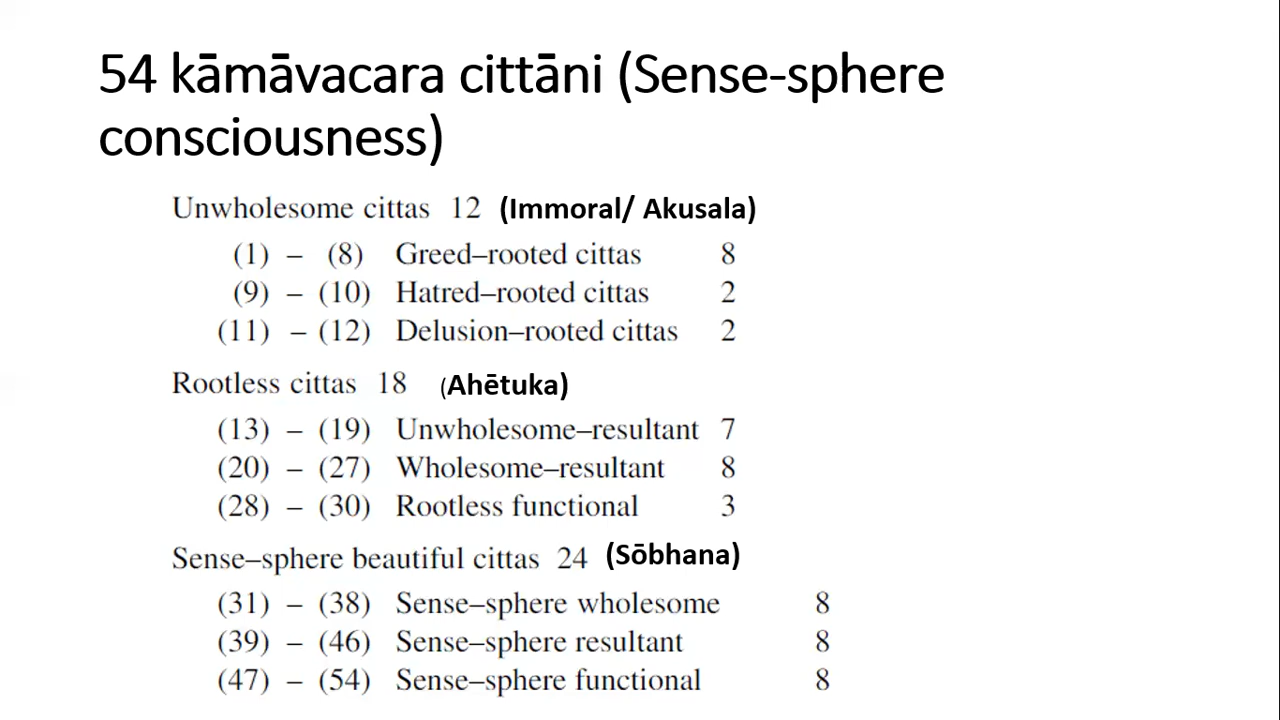 54 kāmāvacara cittāni (Sense-sphere
consciousness)
Unwholesome cittas 12 (Immoral/ Akusala)
(1) – (8) Greed–rooted cittas 8
(9) – (10) Hatred–rooted cittas 2
(11) – (12) Delusion–rooted cittas 2
Rootless cittas 18 (Ahētuka)
(13) – (19) Unwholesome–resultant 7
(20) – (27) Wholesome–resultant 8
(28) – (30) Rootless functional 3
Sense–sphere beautiful cittas 24 (Sōbhana)
(31) – (38) Sense–sphere wholesome 8
(39) – (46) Sense–sphere resultant 8
(47) – (54) Sense–sphere functional 8